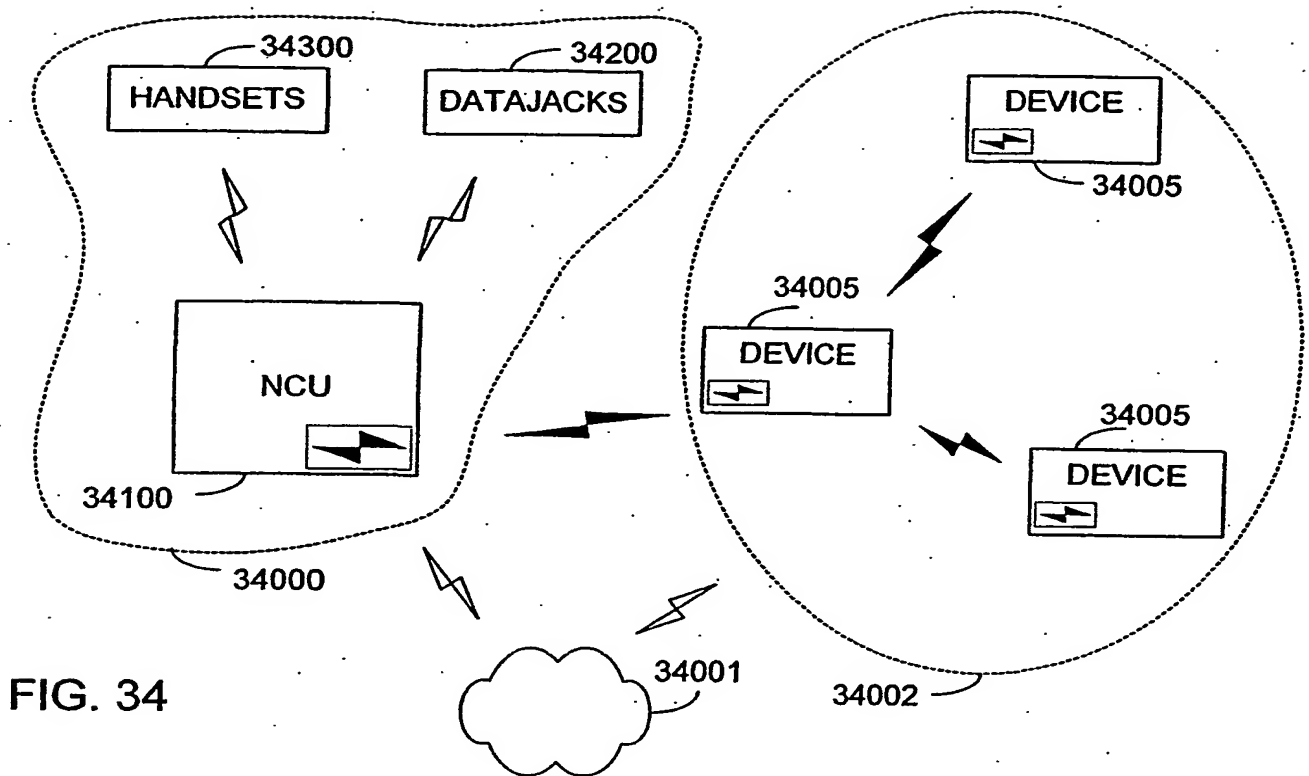 34300
HANDSETS
34200
DATAJACKS
DEVICE
34005
34005
DEVICE
NCU
34005
DEVICE
34100
34000
34001
34002
FIG. 34